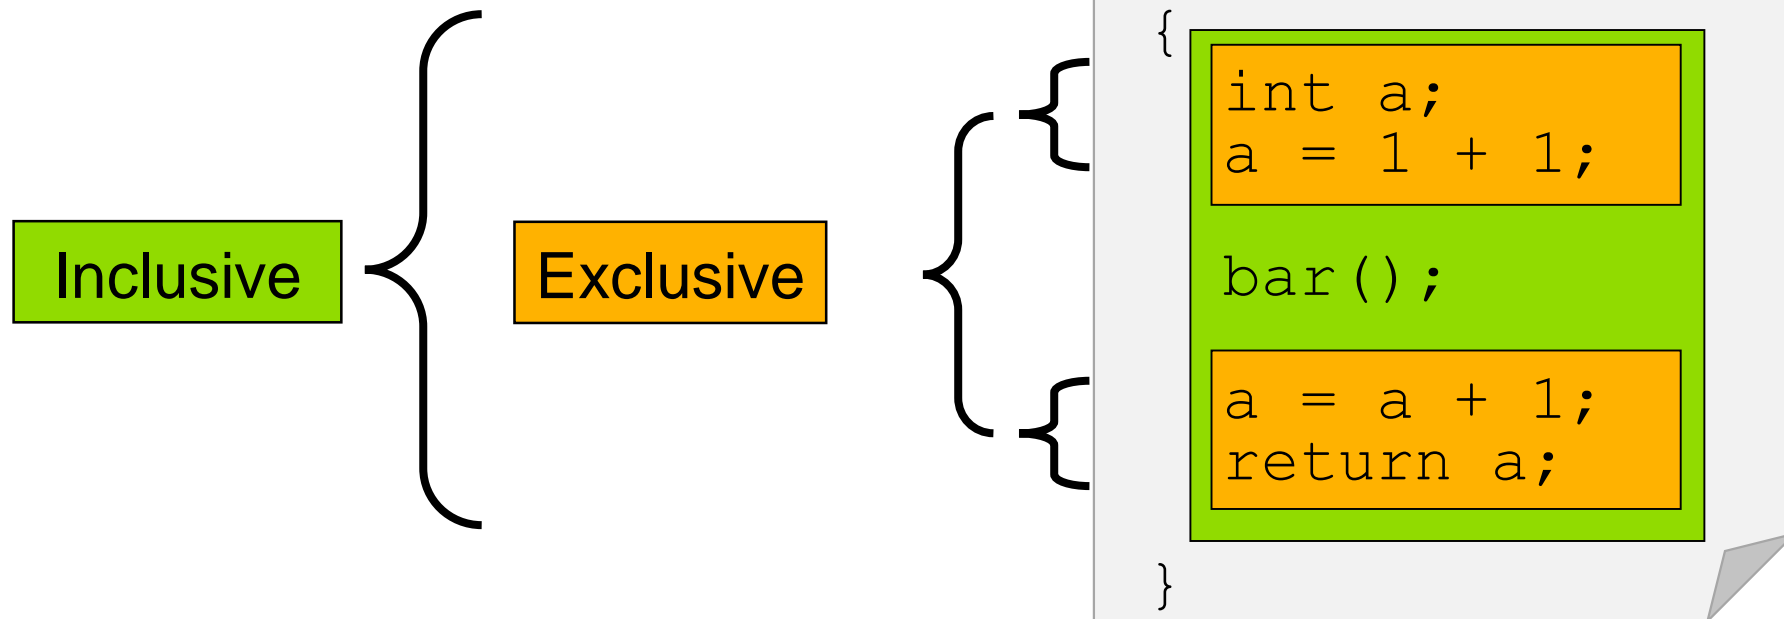 Inclusive
Exclusive
{
int a;
a = 1 + 1;
bar();
a = a + 1;
return a;
}